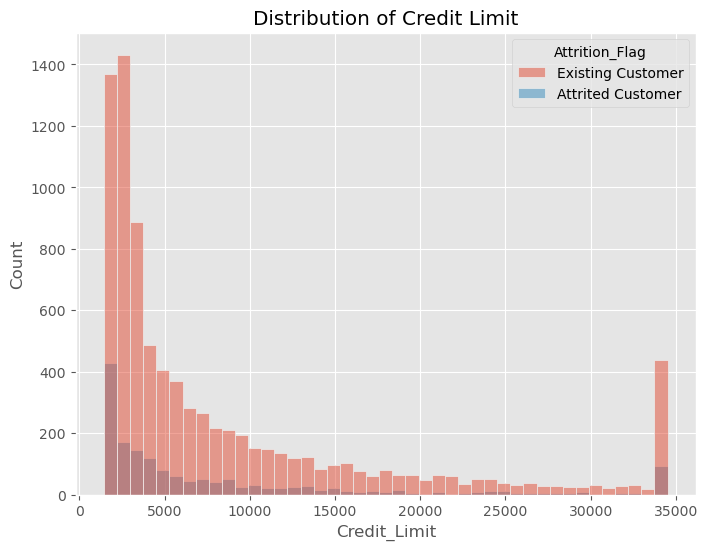 Distribution of Credit Limit
Attrition_Flag
Existing Customer
Attrited Customer
1400
1200
1000
800
600
400
200
0
Count
0 5000 10000 15000 20000 25000 30000 35000
Credit_Limit